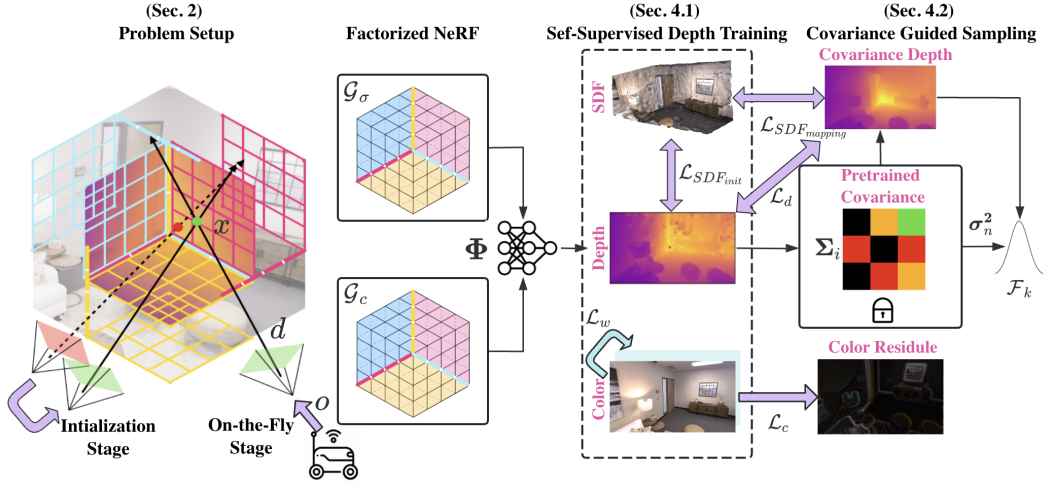 (Sec. 2)
Problem Setup
Factorized NeRF
(Sec. 4.1)
Sef-Supervised Depth Training
(Sec. 4.2)
Covariance Guided Sampling
x
d
o
Intialization
Stage
On-the-Fly
Stage
𝒢σ
𝒢c
Φ
SDF
Depth
Color
ℒSDFinit
ℒSDFmapping
ℒd
ℒw
ℒc
Covariance Depth
Pretrained
Covariance
Σi
σ²n
ℱk
Color Residule